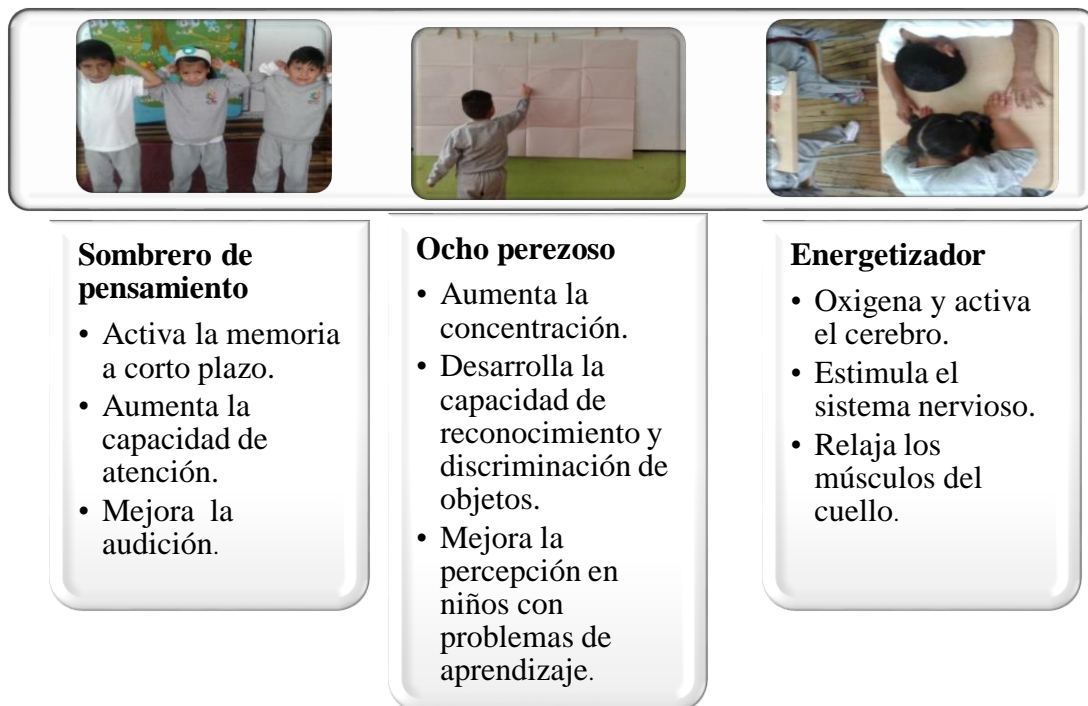 Sombrero de
pensamiento
• Activa la memoria
a corto plazo.
• Aumenta la
capacidad de
atención.
• Mejora la
audición.
Ocho perezoso
• Aumenta la
concentración.
• Desarrolla la
capacidad de
reconocimiento y
discriminación de
objetos.
• Mejora la
percepción en
niños con
problemas de
aprendizaje.
Energetizador
• Oxigena y activa
el cerebro.
• Estimula el
sistema nervioso.
• Relaja los
músculos del
cuello.